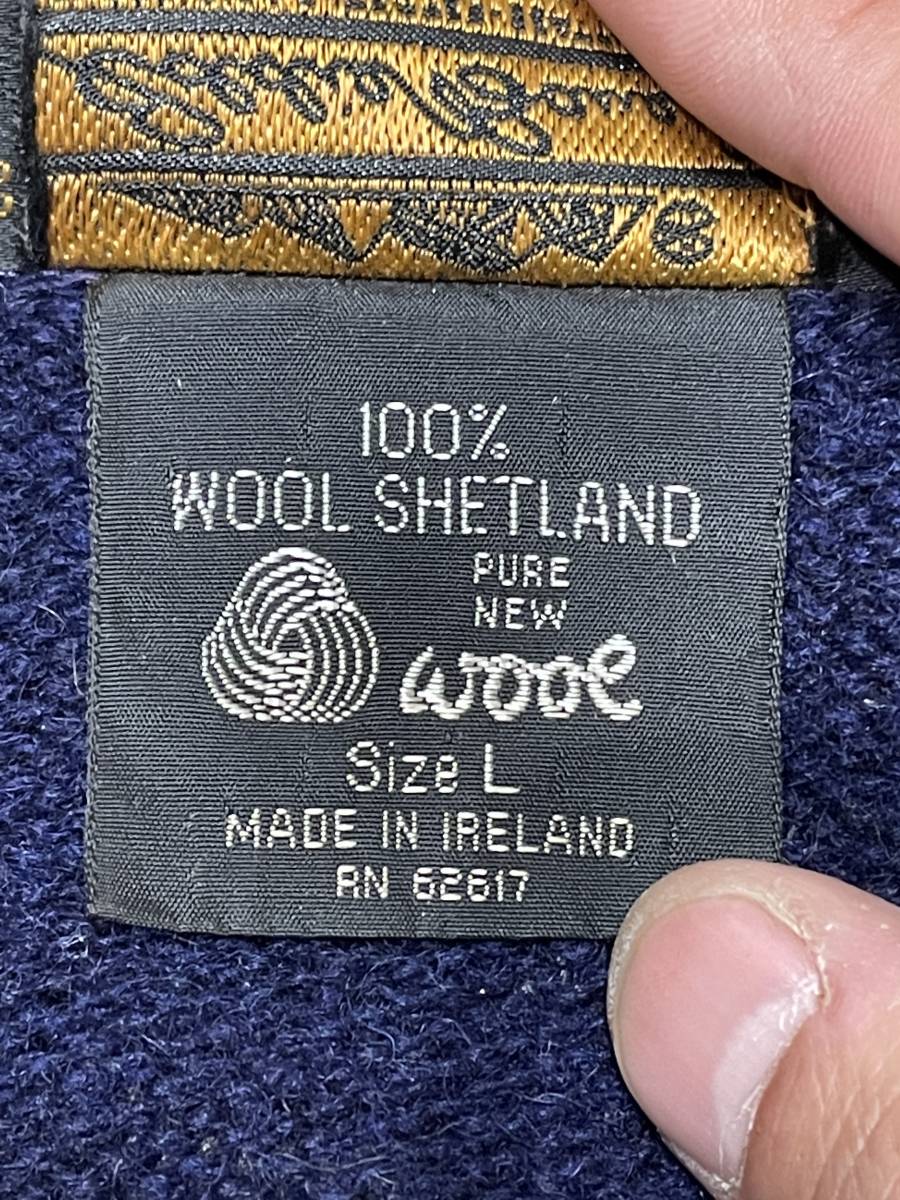 100%
WOOL SHETLAND
PURE
NEW
wool
Size L
MADE IN IRELAND
RN 62617